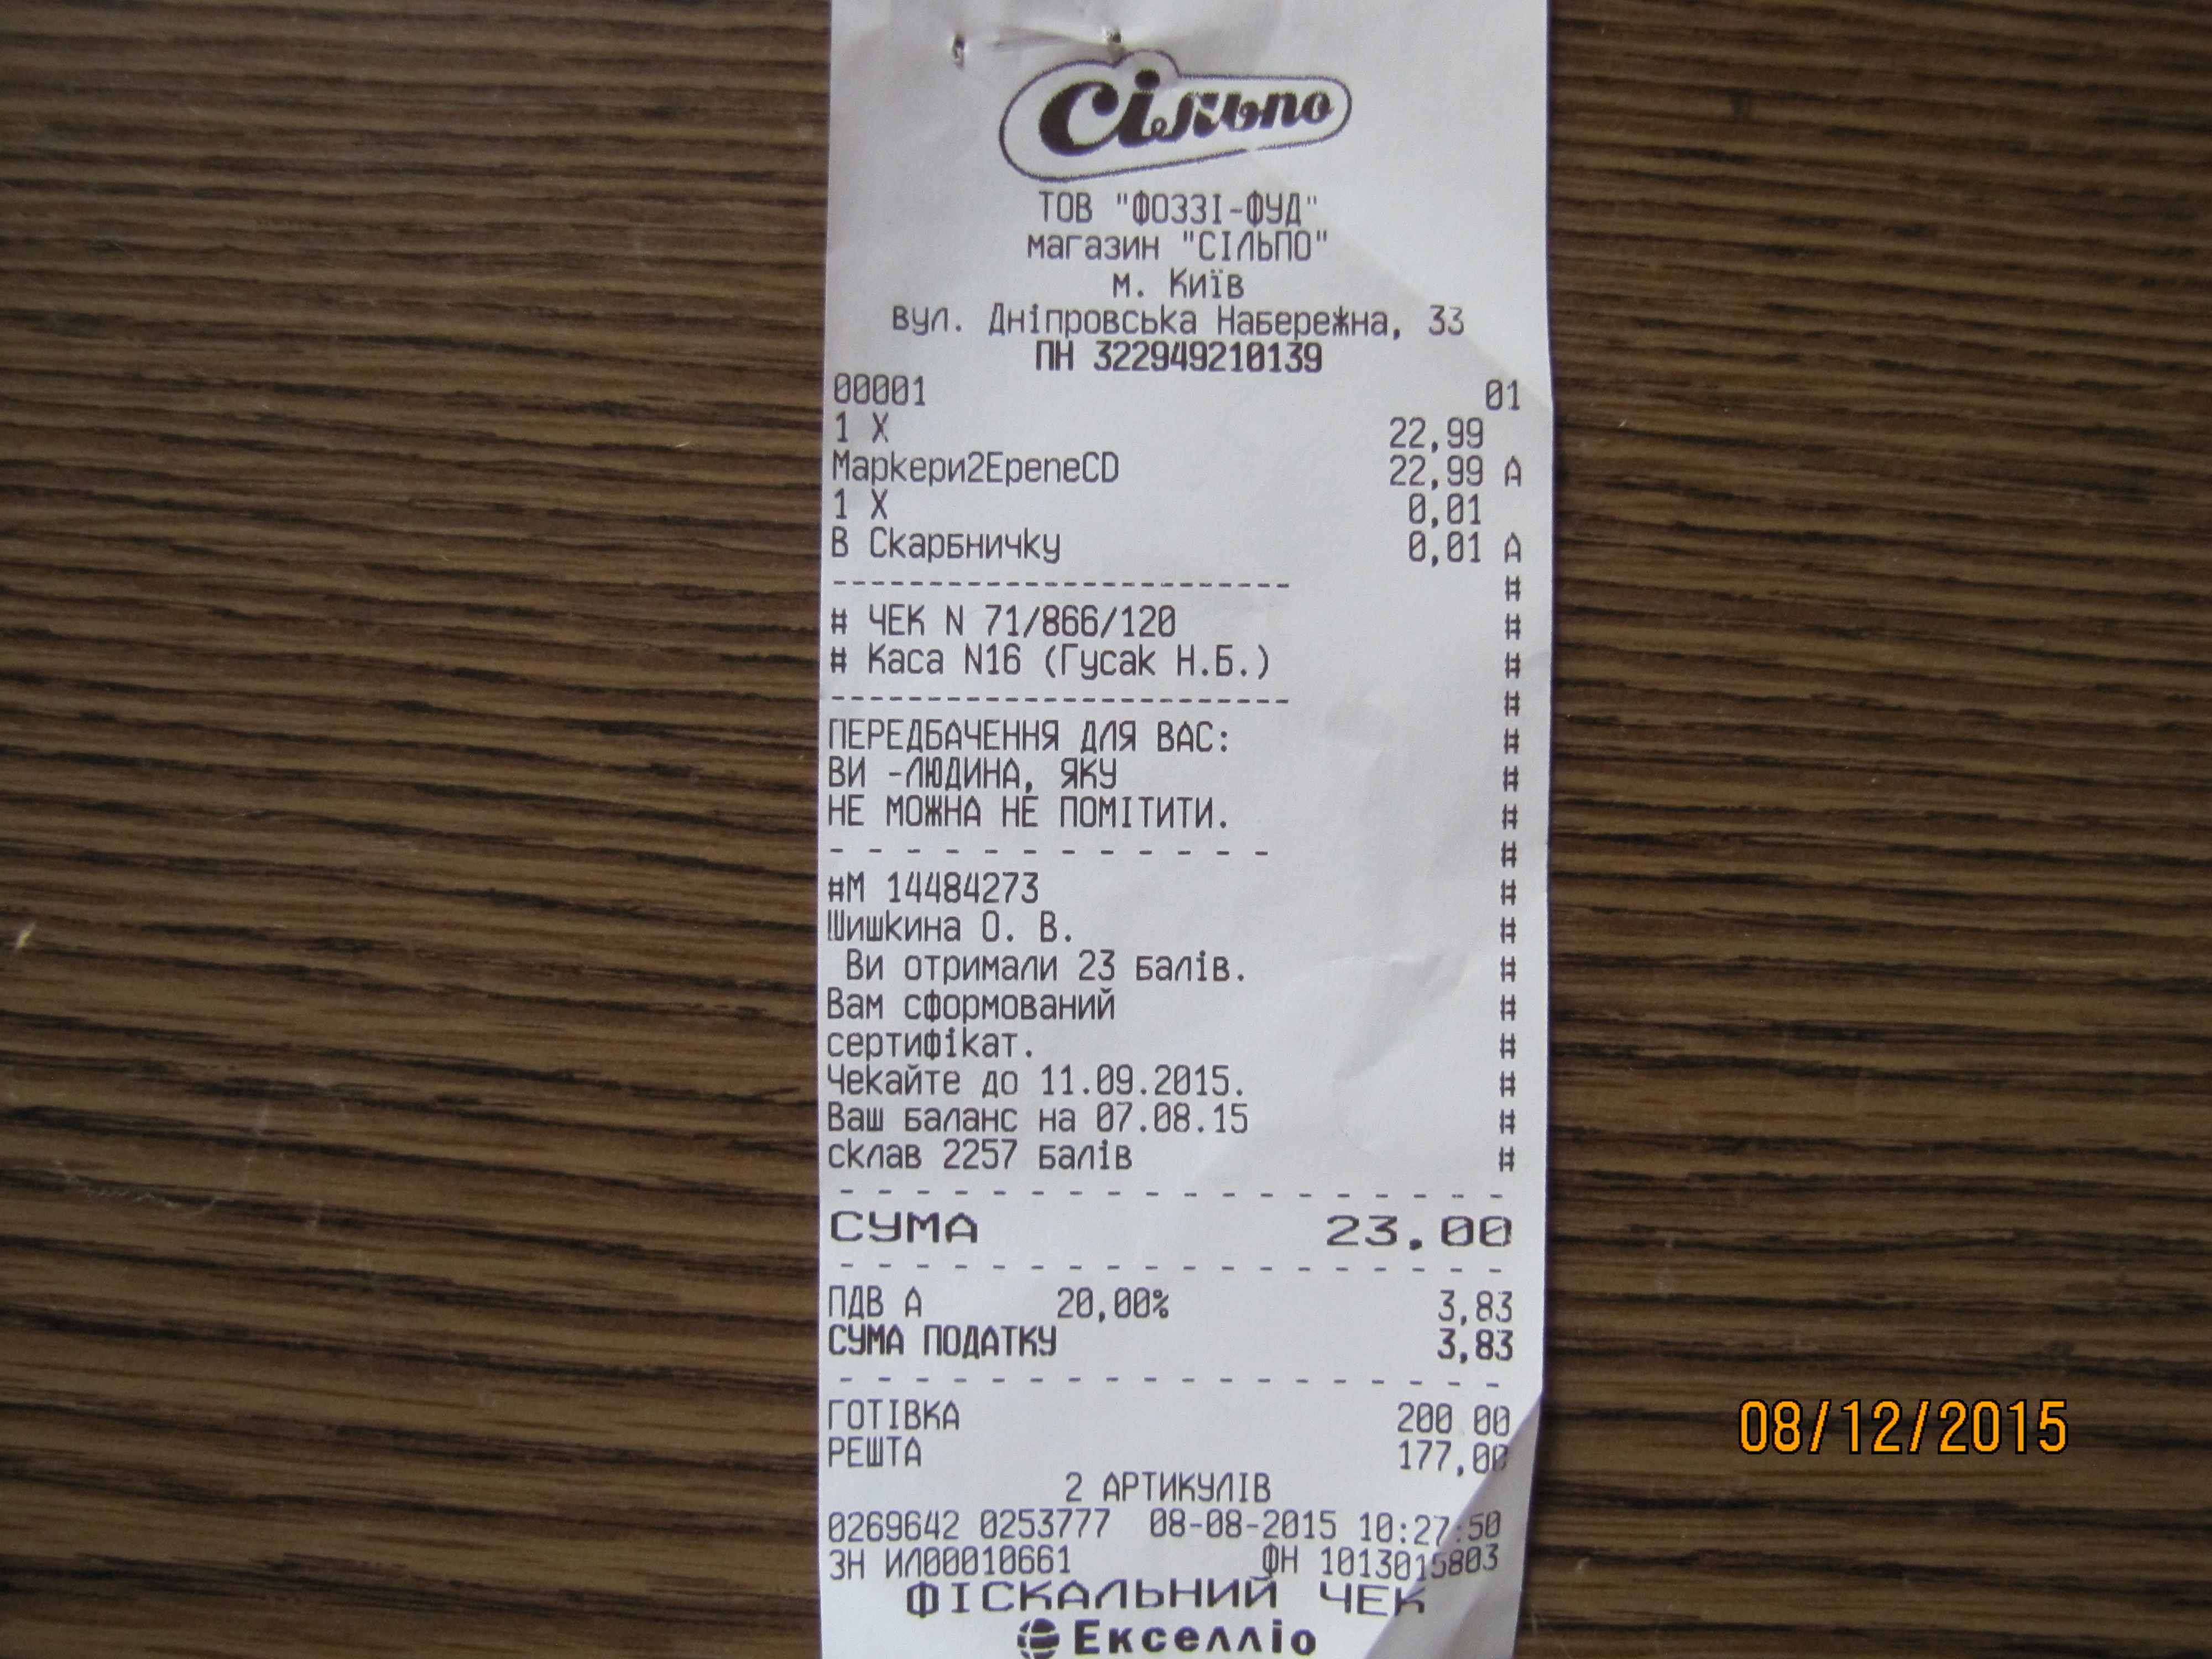 Сільпо
ТОВ "ФОЗЗІ-ФУД"
магазин "СІЛЬПО"
м. Київ
вул. Дніпровська Набережна, 33
ПН 322949210139
00001 01
1 X 22,99
Маркери2ЕрепеCD 22,99 А
1 X 0,01
В Скарбничку 0,01 А
------------------------ #
# ЧЕК N 71/866/120 #
# Каса N16 (Гусак Н.Б.) #
------------------------ #
ПЕРЕДБАЧЕННЯ ДЛЯ ВАС: #
ВИ -ЛЮДИНА, ЯКУ #
НЕ МОЖНА НЕ ПОМІТИТИ. #
- - - - - - - - - - - - #
#М 14484273 #
Шишкина О. В. #
Ви отримали 23 балів. #
Вам сформований #
сертифікат. #
Чекайте до 11.09.2015. #
Ваш баланс на 07.08.15 #
склав 2257 балів #
- - - - - - - - - - - - - - - - - -
СУМА 23.00
- - - - - - - - - - - - - - - - - -
ПДВ А 20,00% 3,83
СУМА ПОДАТКУ 3,83
- - - - - - - - - - - - - - - - - -
ГОТІВКА 200 00
РЕШТА 177,00
2 АРТИКУЛІВ
0269642 0253777 08-08-2015 10:27:50
ЗН ИЛ00010661 ФН 1013015803
ФІСКАЛЬНИЙ ЧЕК
Екселліо
08/12/2015